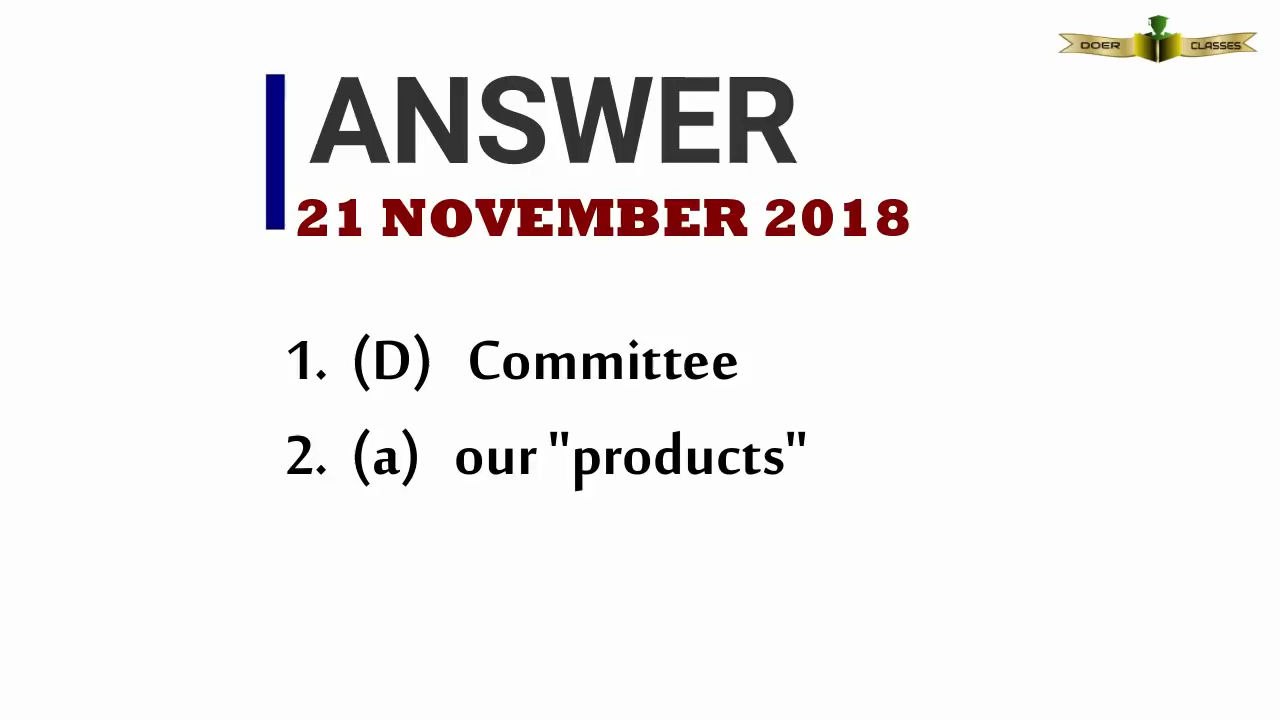 DOER CLASSES
ANSWER
21 NOVEMBER 2018
1. (D) Committee
2. (a) our "products"